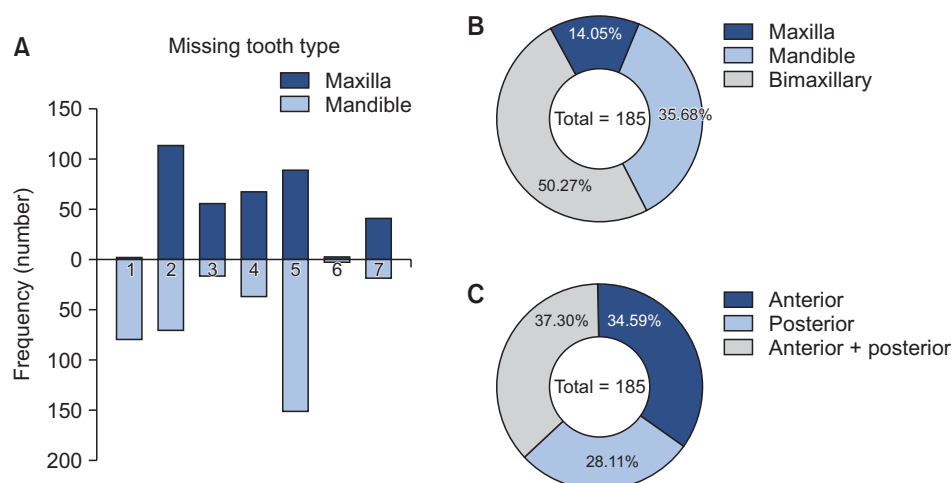 A
Missing tooth type
Maxilla
Mandible
Frequency (number)
150
100
50
0
50
100
150
200
1 2 3 4 5 6 7
B
14.05%
35.68%
50.27%
Total = 185
Maxilla
Mandible
Bimaxillary
C
37.30%
34.59%
28.11%
Total = 185
Anterior
Posterior
Anterior + posterior